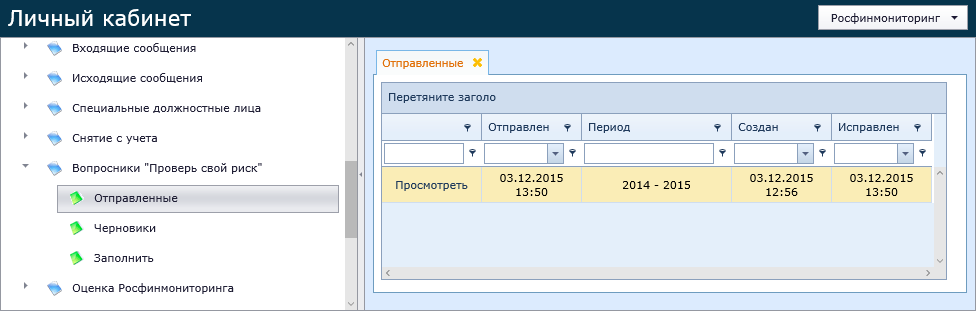 Личный кабинет
Росфинмониторинг
Входящие сообщения
Исходящие сообщения
Специальные должностные лица
Снятие с учета
Вопросники "Проверь свой риск"
Отправленные
Черновики
Заполнить
Оценка Росфинмониторинга
Отправленные
Перетяните заголо
Отправлен Период Создан Исправлен
Просмотреть 03.12.2015 13:50 2014 - 2015 03.12.2015 12:56 03.12.2015 13:50